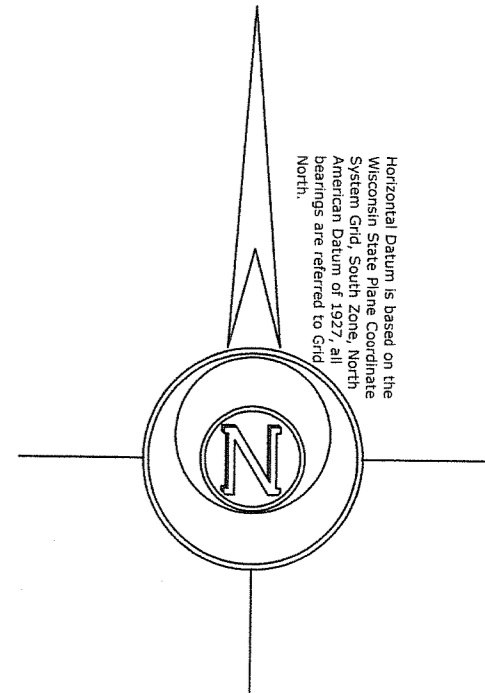 Horizontal Datum is based on the
Wisconsin State Plane Coordinate
System Grid, South Zone, North
American Datum of 1927, all
bearings are referred to Grid
North.
N